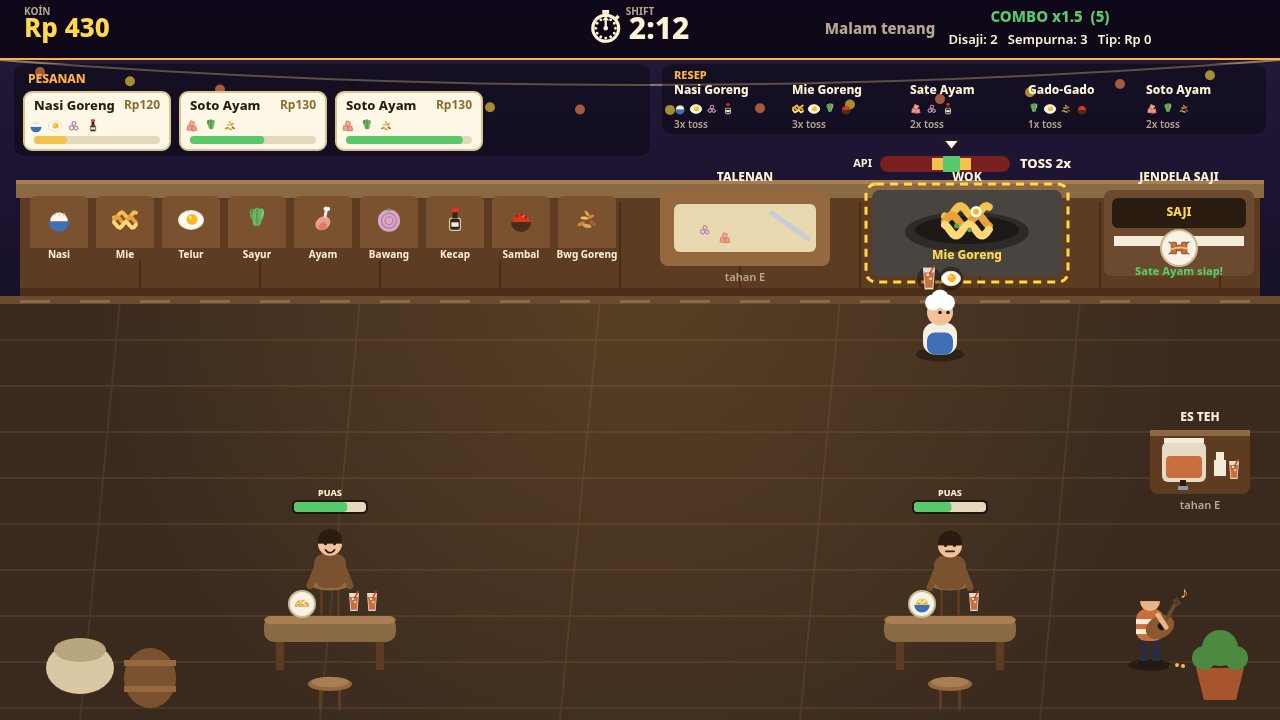 KOİN
Rp 430
SHIFT
2:12
Malam tenang
COMBO x1.5 (5)
Disaji: 2 Sempurna: 3 Tip: Rp 0
PESANAN
Nasi Goreng Rp120
Soto Ayam Rp130
Soto Ayam Rp130
RESEP
Nasi Goreng Mie Goreng Sate Ayam Gado-Gado Soto Ayam
3x toss 3x toss 2x toss 1x toss 2x toss
API
TOSS 2x
TALENAN
WOK
JENDELA SAJI
SAJI
Nasi Mie Telur Sayur Ayam Bawang Kecap Sambal Bwg Goreng
Mie Goreng
Sate Ayam siap!
tahan E
ES TEH
tahan E
PUAS
PUAS